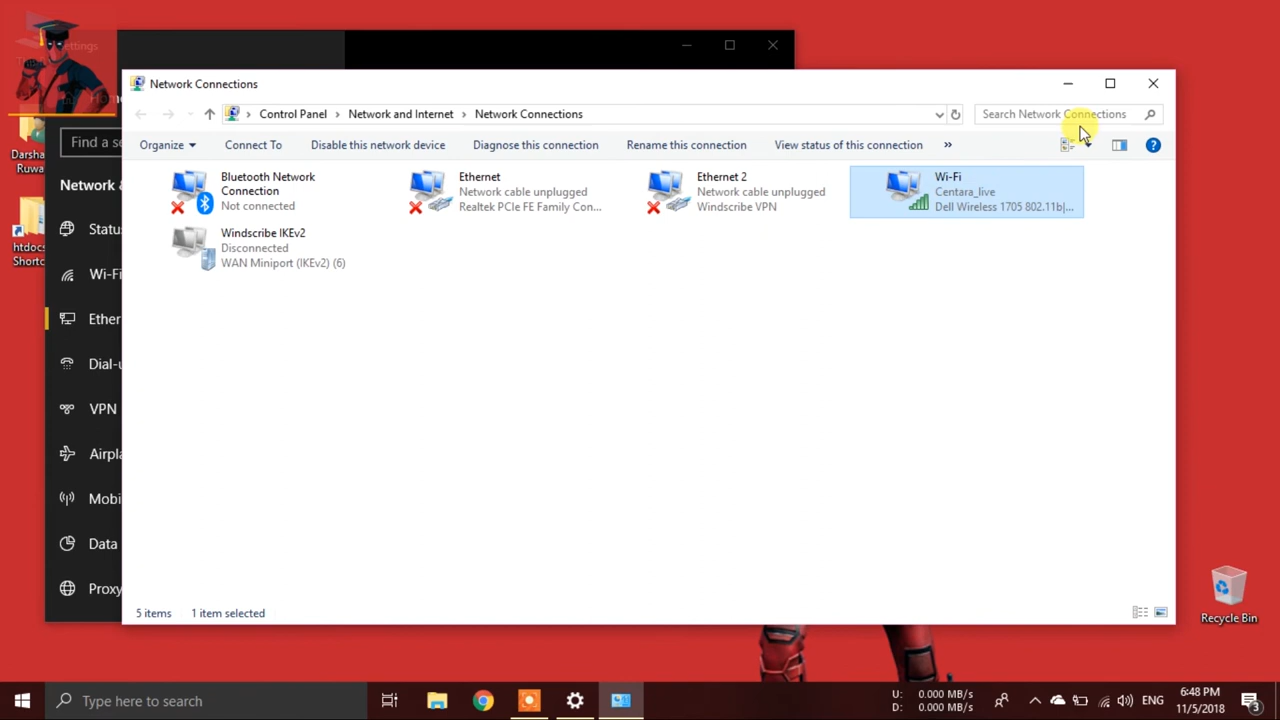 Settings
Network Connections
Control Panel
Network and Internet
Network Connections
Search Network Connections
Organize
Connect To
Disable this network device
Diagnose this connection
Rename this connection
View status of this connection
»
Bluetooth Network
Connection
Not connected
Ethernet
Network cable unplugged
Realtek PCIe FE Family Con...
Ethernet 2
Network cable unplugged
Windscribe VPN
Wi-Fi
Centara_live
Dell Wireless 1705 802.11b|...
Windscribe IKEv2
Disconnected
WAN Miniport (IKEv2) (6)
5 items
1 item selected
Find a se
Network &
Statu
Wi-Fi
Ether
Dial-u
VPN
Airpla
Mobi
Data
Proxy
Darsha
Ruwa
htdocs
Shortc
Recycle Bin
Type here to search
U: 0.000 MB/s
D: 0.000 MB/s
ENG
6:48 PM
11/5/2018
3